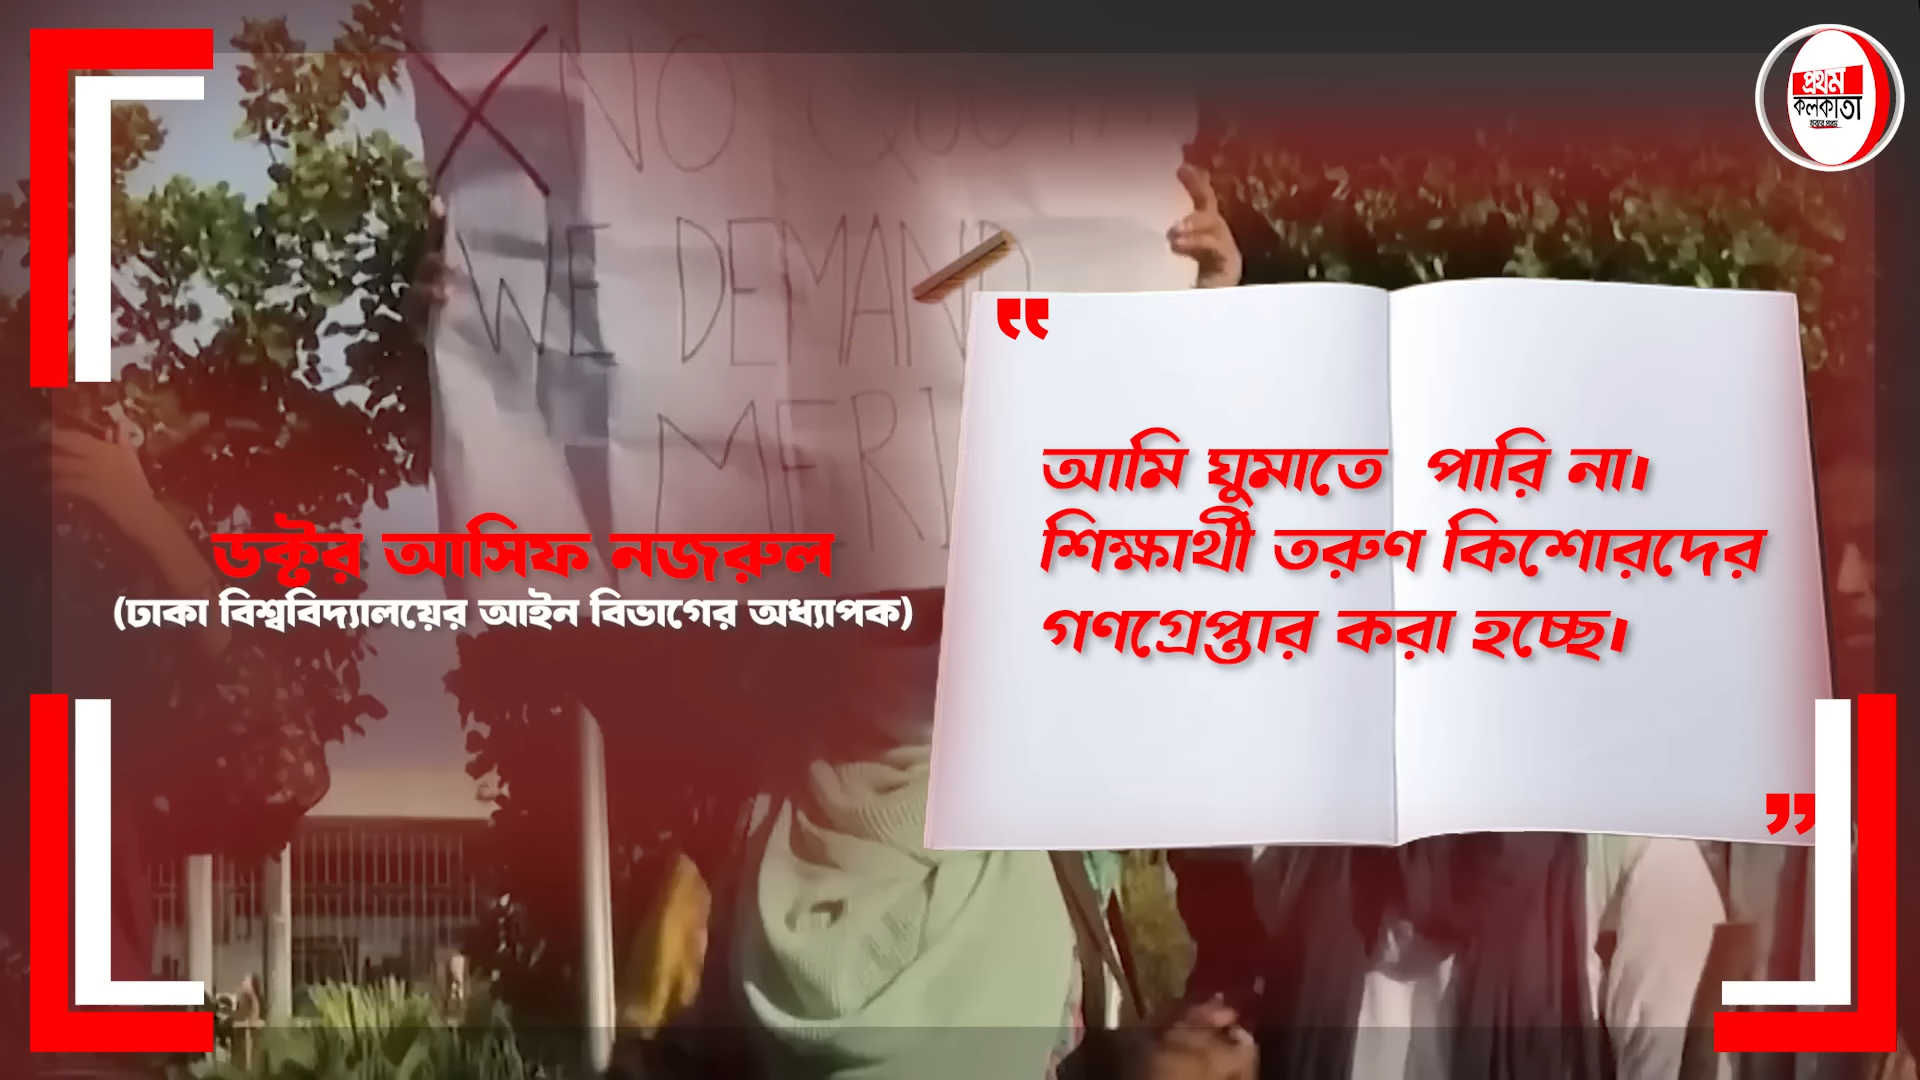 প্রথম
কলকাতা
NO QUOTA
WE DEMAND
MERI
ডক্টর আসিফ নজরুল
(ঢাকা বিশ্ববিদ্যালয়ের আইন বিভাগের অধ্যাপক)
আমি ঘুমাতে পারি না।
শিক্ষার্থী তরুণ কিশোরদের
গণগ্রেপ্তার করা হচ্ছে।